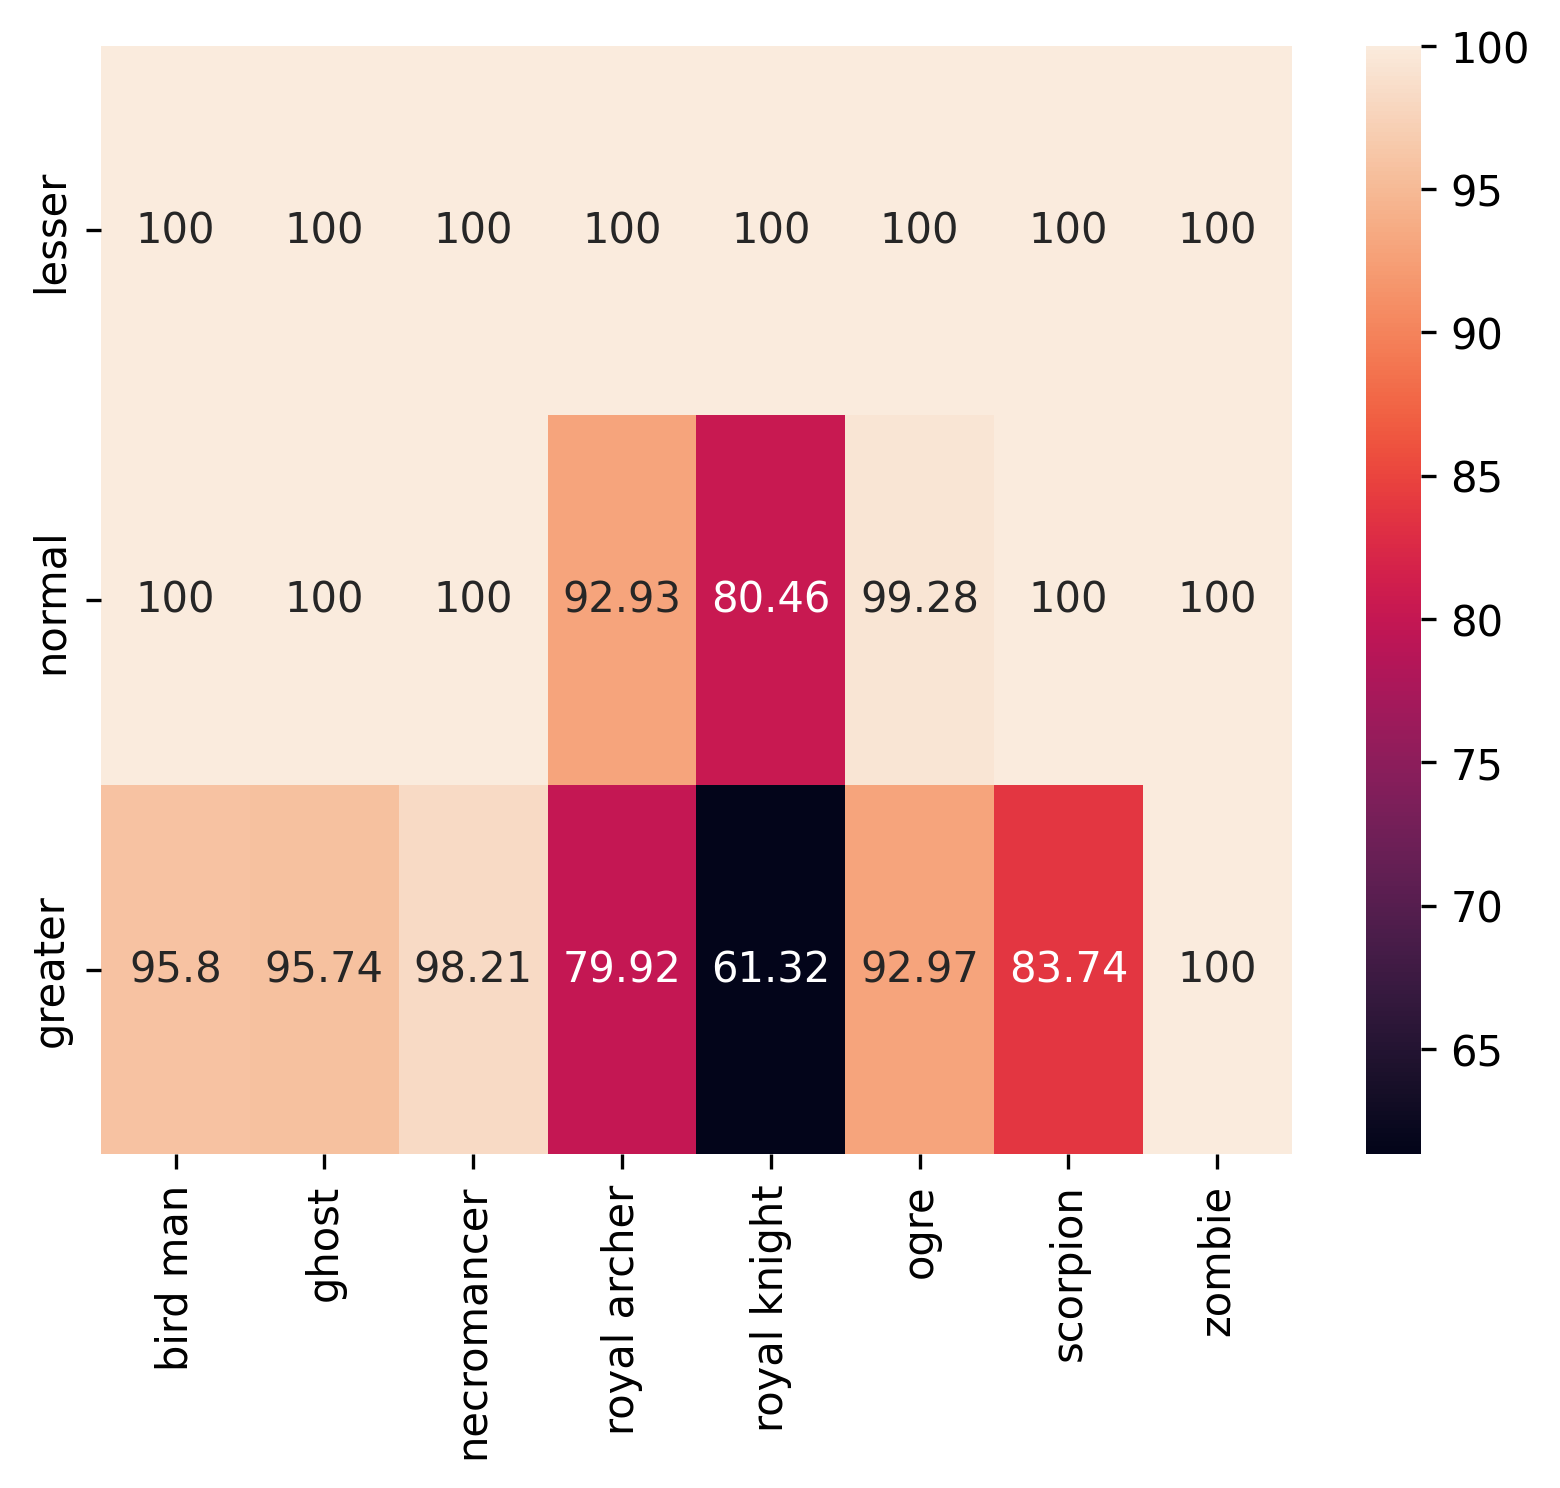 lesser 100 100 100 100 100 100 100 100
normal 100 100 100 92.93 80.46 99.28 100 100
greater 95.8 95.74 98.21 79.92 61.32 92.97 83.74 100
bird man
ghost
necromancer
royal archer
royal knight
ogre
scorpion
zombie
100
95
90
85
80
75
70
65